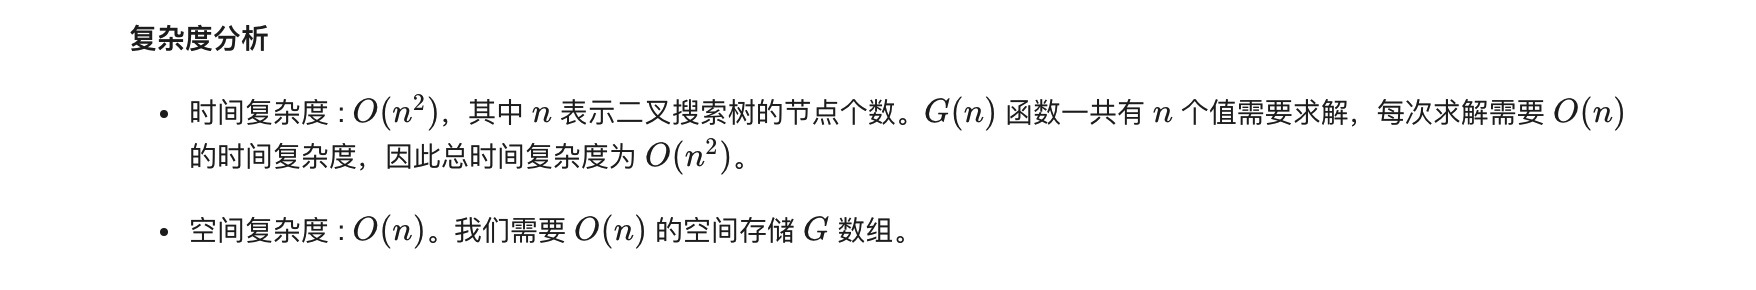 复杂度分析
• 时间复杂度 : O(n²)，其中 n 表示二叉搜索树的节点个数。G(n) 函数一共有 n 个值需要求解，每次求解需要 O(n)
的时间复杂度，因此总时间复杂度为 O(n²)。
• 空间复杂度 : O(n)。我们需要 O(n) 的空间存储 G 数组。